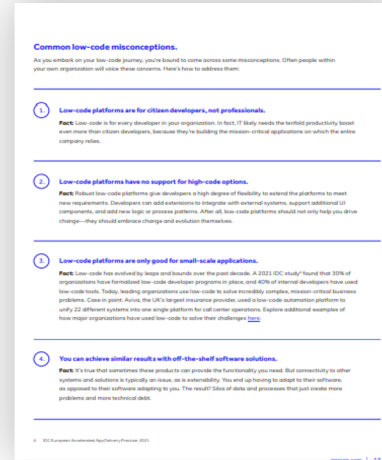 Common low-code misconceptions.
As you embark on your low-code journey, you're bound to come across some misconceptions. Often people within
your own organization will voice these concerns. Here's how to address them:
1. Low-code platforms are for citizen developers, not professionals.
Fact: Low-code is for every developer in your organization. In fact, IT likely needs the tenfold productivity boost
even more than citizen developers, because they're building the mission-critical applications on which the entire
company relies.
2. Low-code platforms have no support for high-code options.
Fact: Robust low-code platforms give developers a high degree of flexibility to extend the platforms to meet
new requirements. Developers can add extensions to integrate with external systems, support additional UI
components, and add new logic or process patterns. After all, low-code platforms should not only help you drive
change—they should embrace change and evolution themselves.
3. Low-code platforms are only good for small-scale applications.
Fact: Low-code has evolved by leaps and bounds over the past decade. A 2021 IDC study⁶ found that 30% of
organizations have formalized low-code developer programs in place, and 40% of internal developers have used
low-code tools. Today, leading organizations use low-code to solve incredibly complex, mission-critical business
problems. Case in point: Aviva, the UK's largest insurance provider, used a low-code automation platform to
unify 22 different systems into one single platform for call center operations. Explore additional examples of
how major organizations have used low-code to solve their challenges here.
4. You can achieve similar results with off-the-shelf software solutions.
Fact: It's true that sometimes these products can provide the functionality you need. But connectivity to other
systems and solutions is typically an issue, as is extensibility. You end up having to adapt to their software,
as opposed to their software adapting to you. The result? Silos of data and processes that just create more
problems and more technical debt.
IDC European Accelerated App Delivery Practice, 2021.